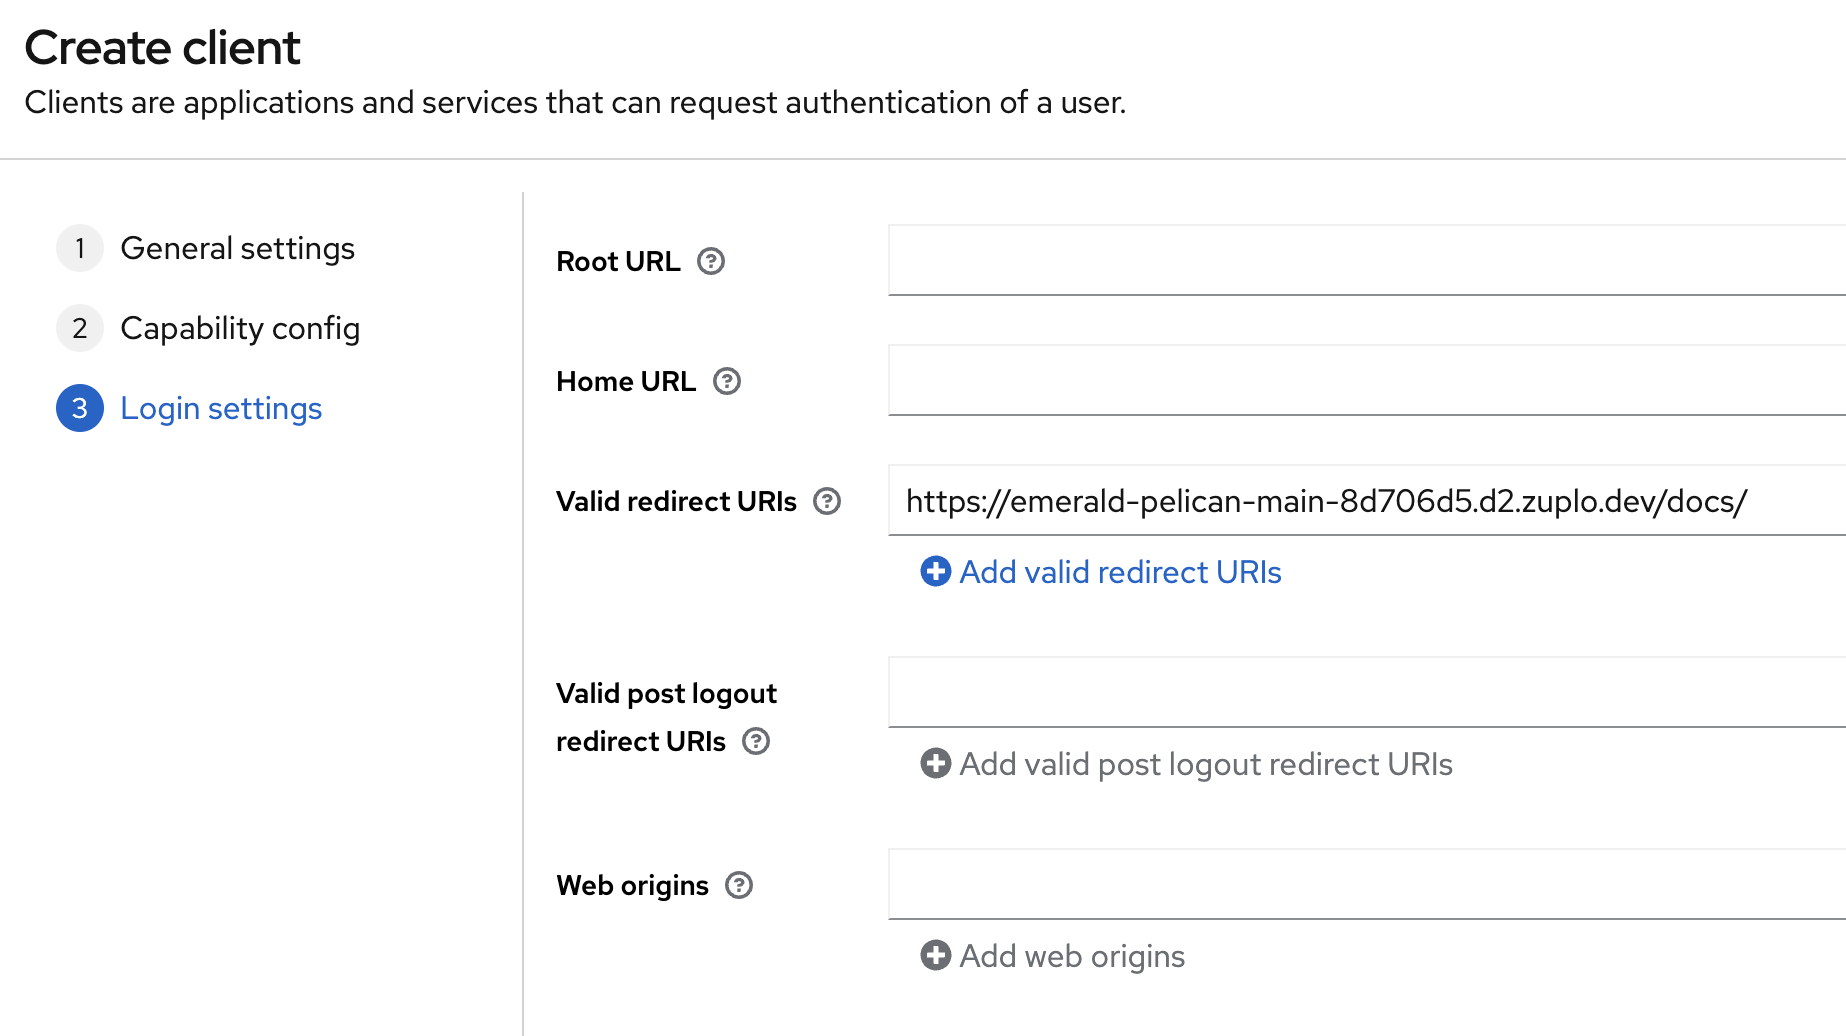 Create client
Clients are applications and services that can request authentication of a user.
1 General settings
2 Capability config
3 Login settings
Root URL ?
Home URL ?
Valid redirect URIs ?
https://emerald-pelican-main-8d706d5.d2.zuplo.dev/docs/
Add valid redirect URIs
Valid post logout
redirect URIs ?
Add valid post logout redirect URIs
Web origins ?
Add web origins